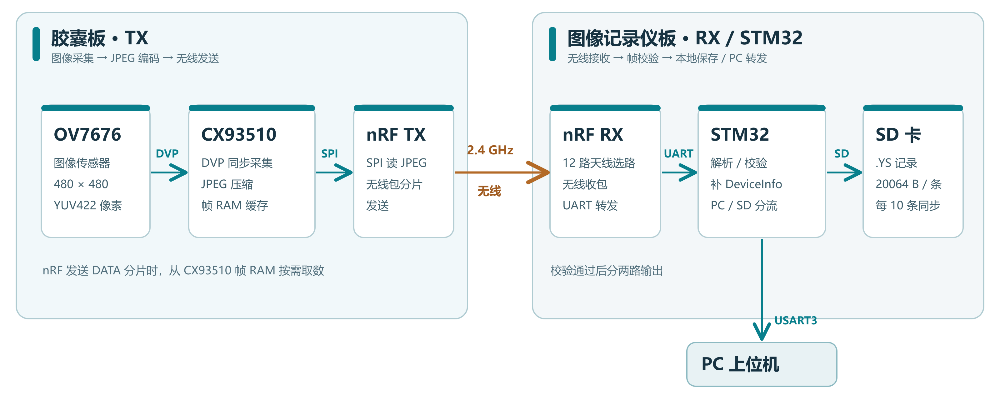 胶囊板 • TX
图像采集 → JPEG 编码 → 无线发送
OV7676
图像传感器
480 × 480
YUV422 像素
DVP
CX93510
DVP 同步采集
JPEG 压缩
帧 RAM 缓存
SPI
nRF TX
SPI 读 JPEG
无线包分片
发送
nRF 发送 DATA 分片时，从 CX93510 帧 RAM 按需取数
2.4 GHz
无线
图像记录仪板 • RX / STM32
无线接收 → 帧校验 → 本地保存 / PC 转发
nRF RX
12 路天线选路
无线收包
UART 转发
UART
STM32
解析 / 校验
补 DeviceInfo
PC / SD 分流
SD
SD 卡
.YS 记录
20064 B / 条
每 10 条同步
校验通过后分两路输出
USART3
PC 上位机